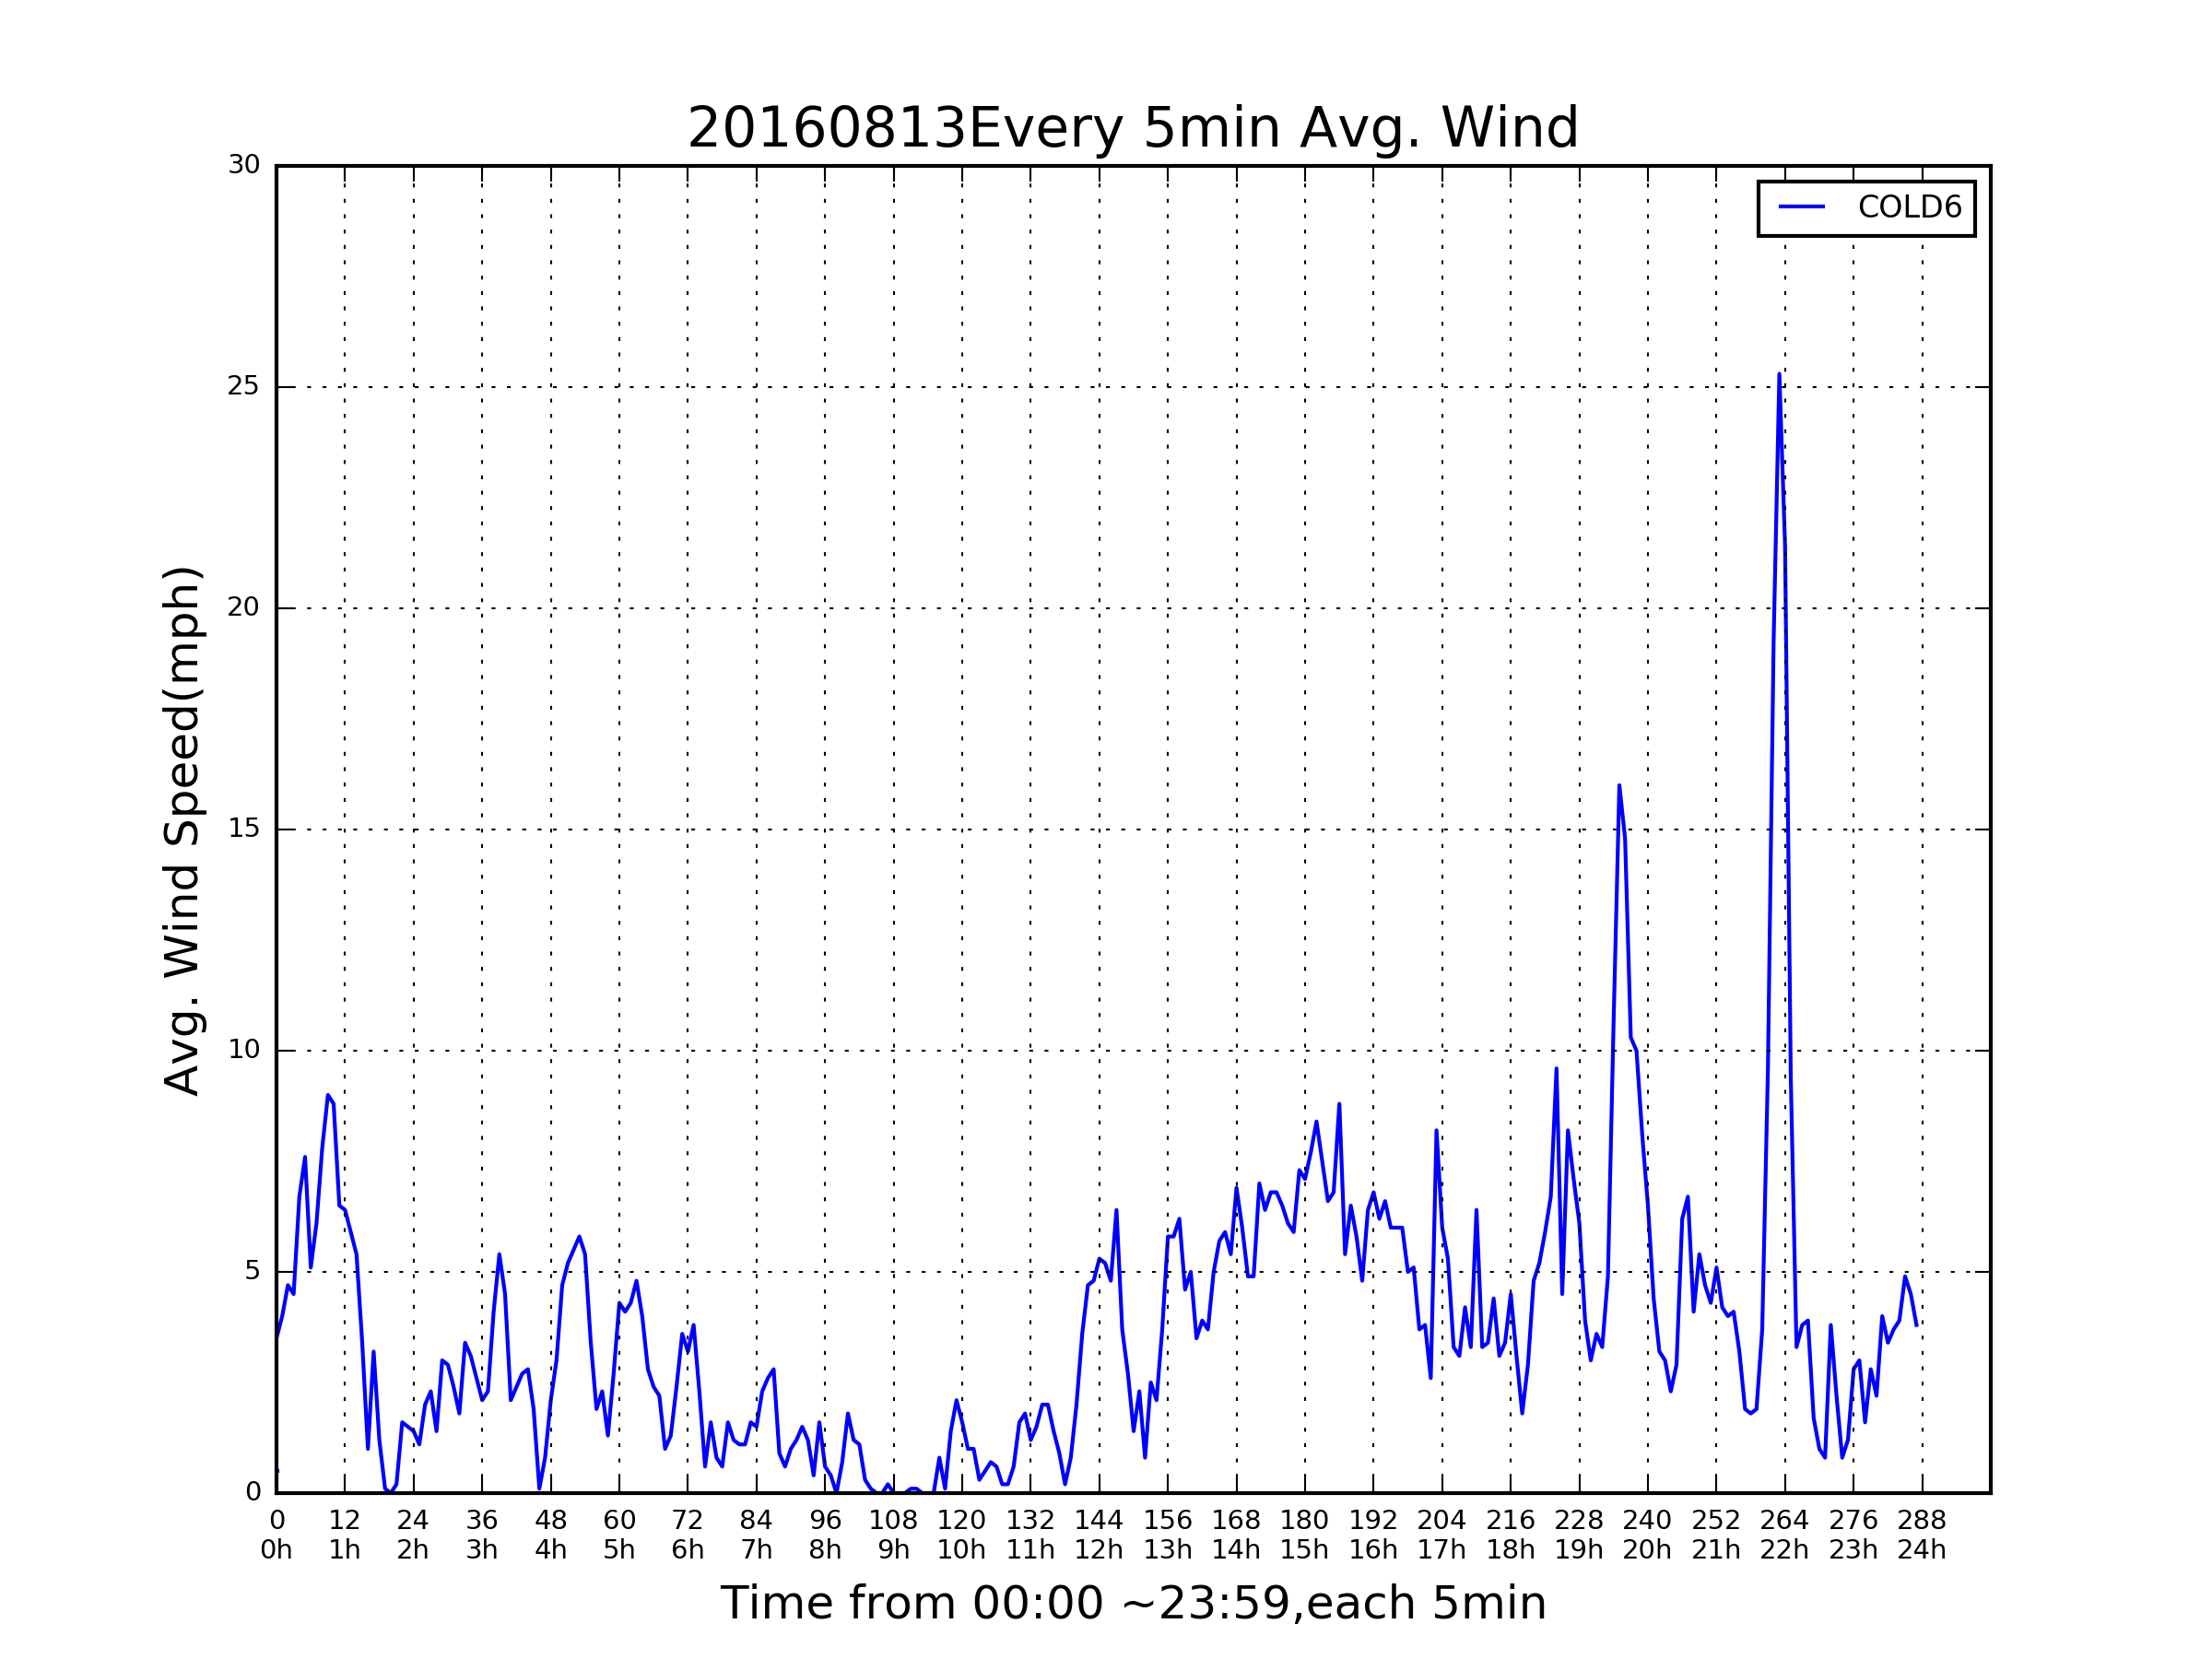 20160813Every 5min Avg. Wind
COLD6
Avg. Wind Speed(mph)
30
25
20
15
10
5
0
0 12 24 36 48 60 72 84 96 108 120 132 144 156 168 180 192 204 216 228 240 252 264 276 288
0h 1h 2h 3h 4h 5h 6h 7h 8h 9h 10h 11h 12h 13h 14h 15h 16h 17h 18h 19h 20h 21h 22h 23h 24h
Time from 00:00 ~23:59,each 5min